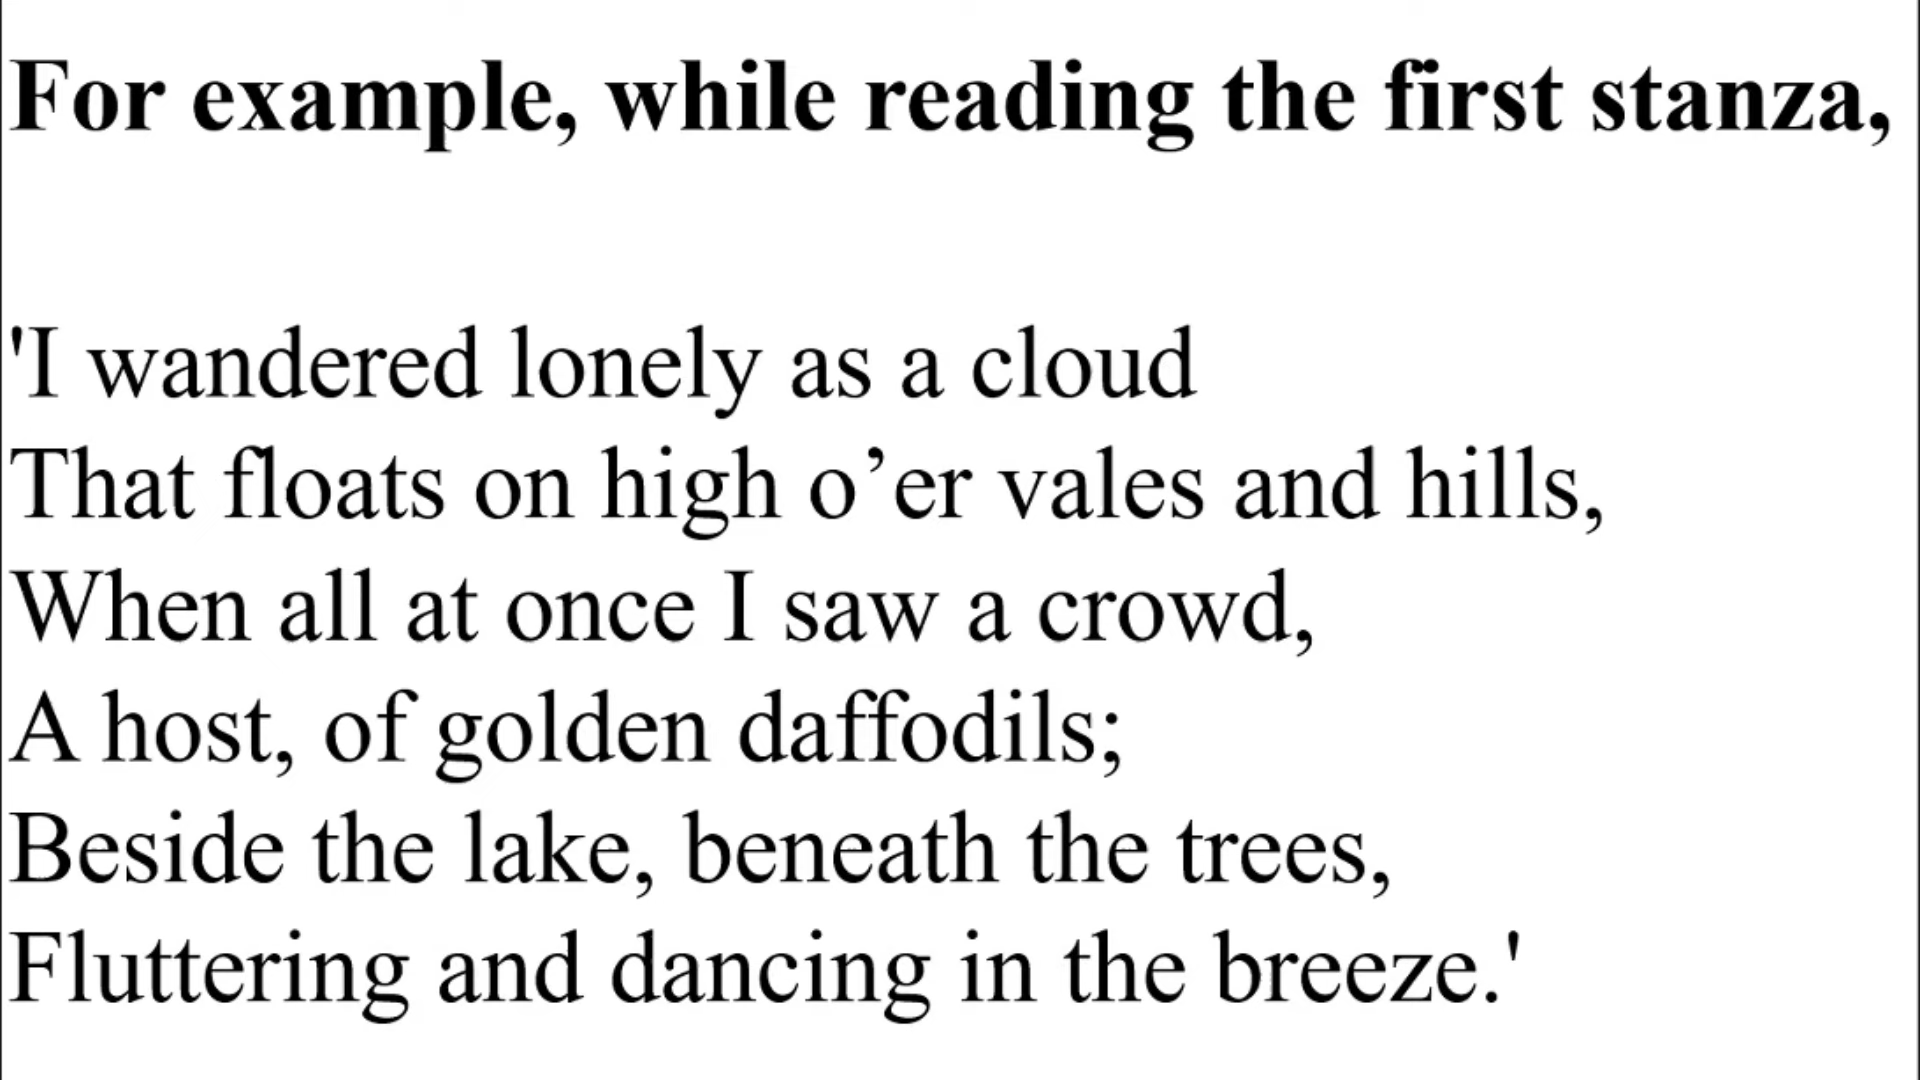 For example, while reading the first stanza,
'I wandered lonely as a cloud
That floats on high o’er vales and hills,
When all at once I saw a crowd,
A host, of golden daffodils;
Beside the lake, beneath the trees,
Fluttering and dancing in the breeze.'